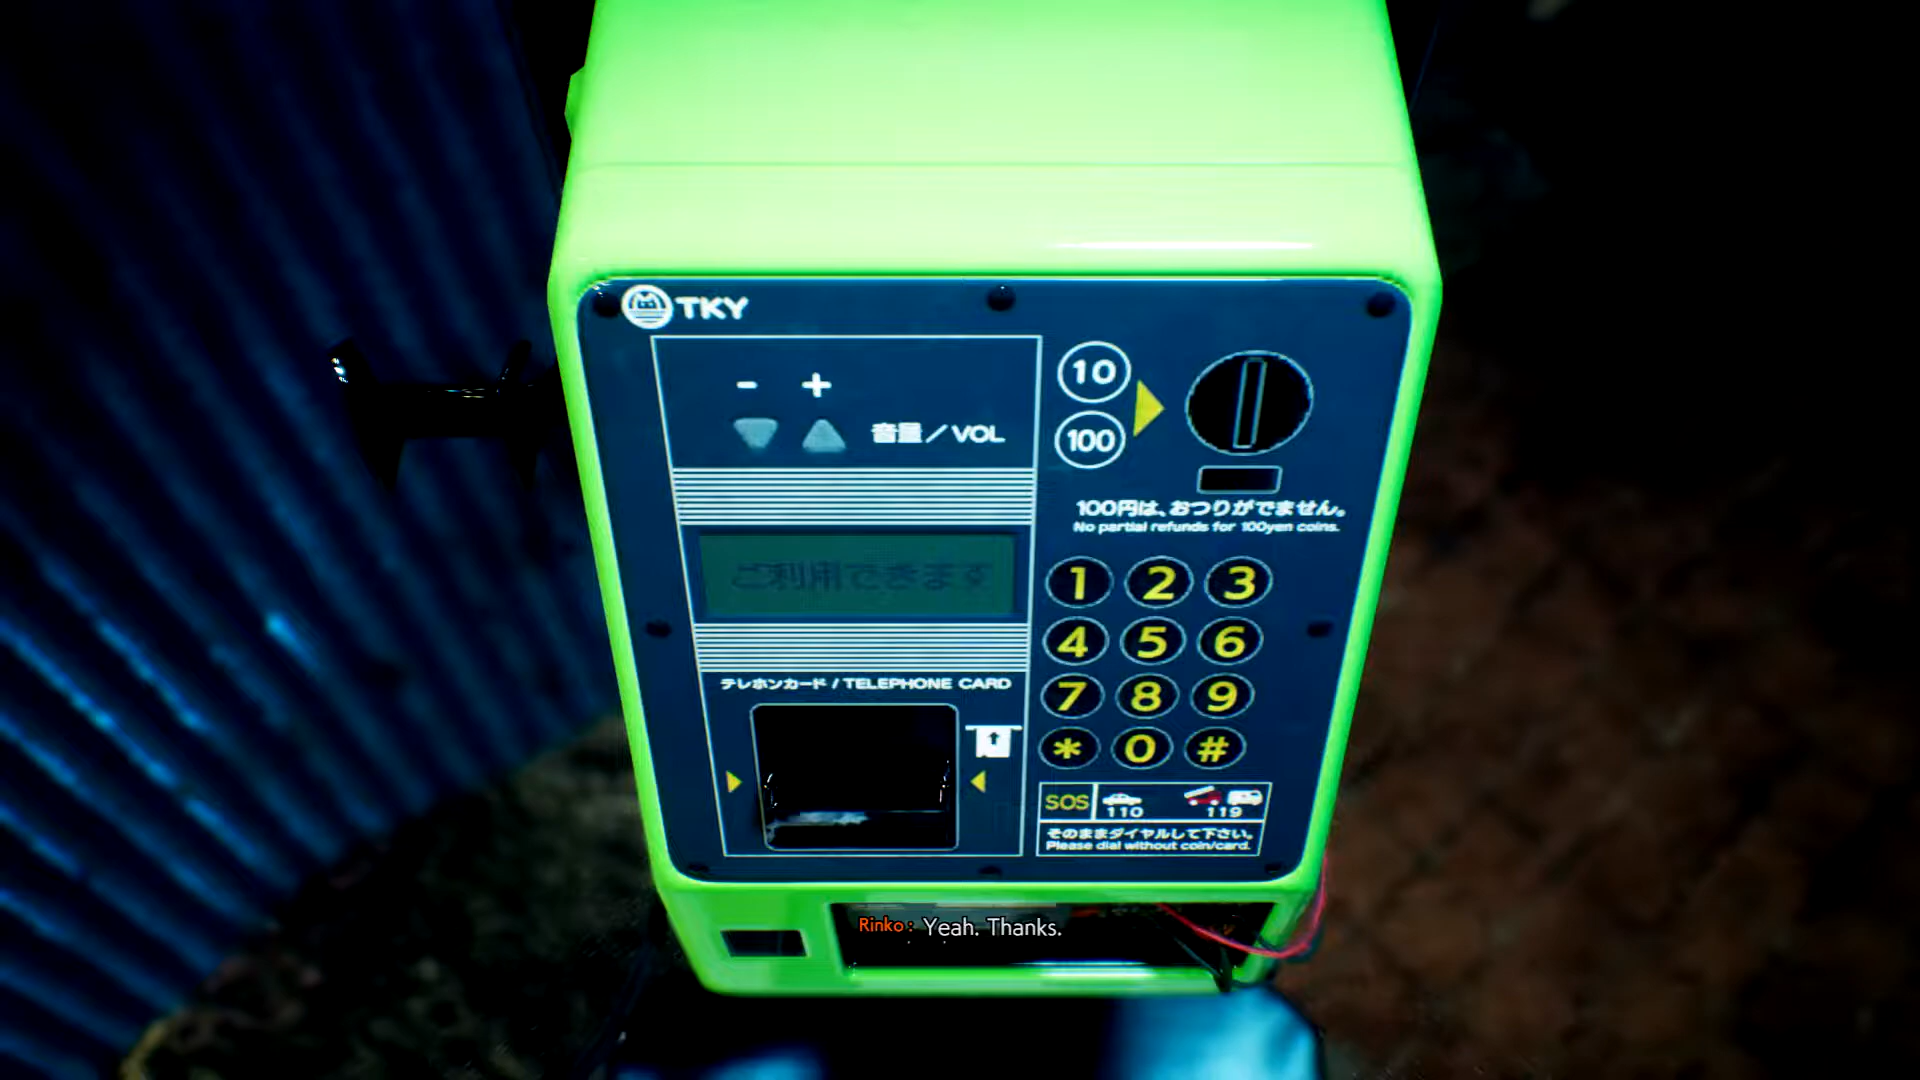 TKY
- +
音量／VOL
10
100
100円は、おつりがでません。
No partial refunds for 100yen coins.
ご利用できます
1 2 3
4 5 6
7 8 9
* 0 #
テレホンカード / TELEPHONE CARD
SOS 110 119
そのままダイヤルして下さい。
Please dial without coin/card.
Rinko: Yeah. Thanks.